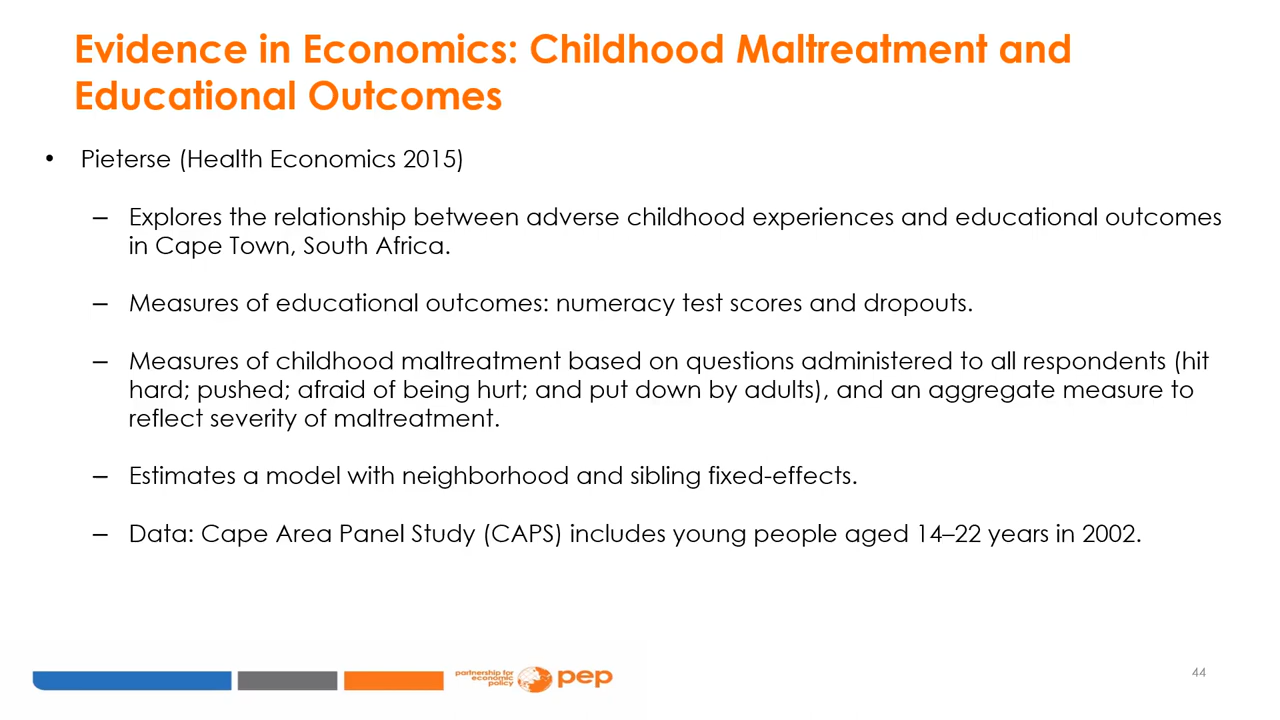 Evidence in Economics: Childhood Maltreatment and
Educational Outcomes
• Pieterse (Health Economics 2015)
– Explores the relationship between adverse childhood experiences and educational outcomes
in Cape Town, South Africa.
– Measures of educational outcomes: numeracy test scores and dropouts.
– Measures of childhood maltreatment based on questions administered to all respondents (hit
hard; pushed; afraid of being hurt; and put down by adults), and an aggregate measure to
reflect severity of maltreatment.
– Estimates a model with neighborhood and sibling fixed-effects.
– Data: Cape Area Panel Study (CAPS) includes young people aged 14–22 years in 2002.
partnership for
economic
policy
pep
44